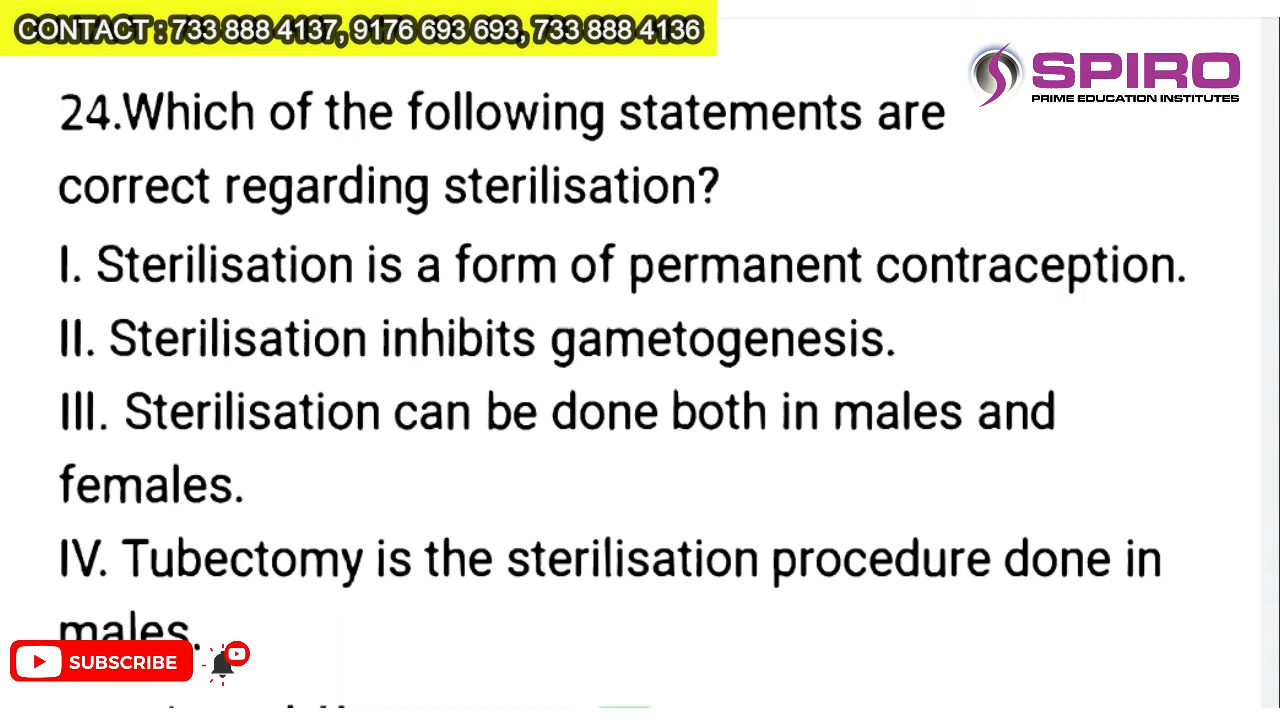 CONTACT : 733 888 4137, 9176 693 693, 733 888 4136
SPIRO
PRIME EDUCATION INSTITUTES
24.Which of the following statements are
correct regarding sterilisation?
I. Sterilisation is a form of permanent contraception.
II. Sterilisation inhibits gametogenesis.
III. Sterilisation can be done both in males and
females.
IV. Tubectomy is the sterilisation procedure done in
males.
SUBSCRIBE